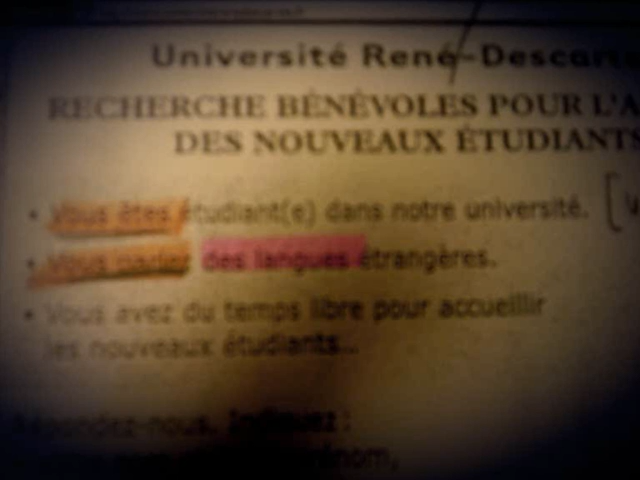 Université René-Descar
RECHERCHE BÉNÉVOLES POUR L'A
DES NOUVEAUX ÉTUDIANTS
• Vous êtes étudiant(e) dans notre université.
• Vous parlez des langues étrangères.
• Vous avez du temps libre pour accueillir
les nouveaux étudiants...
Répondez-nous. Indiquez :
prénom,